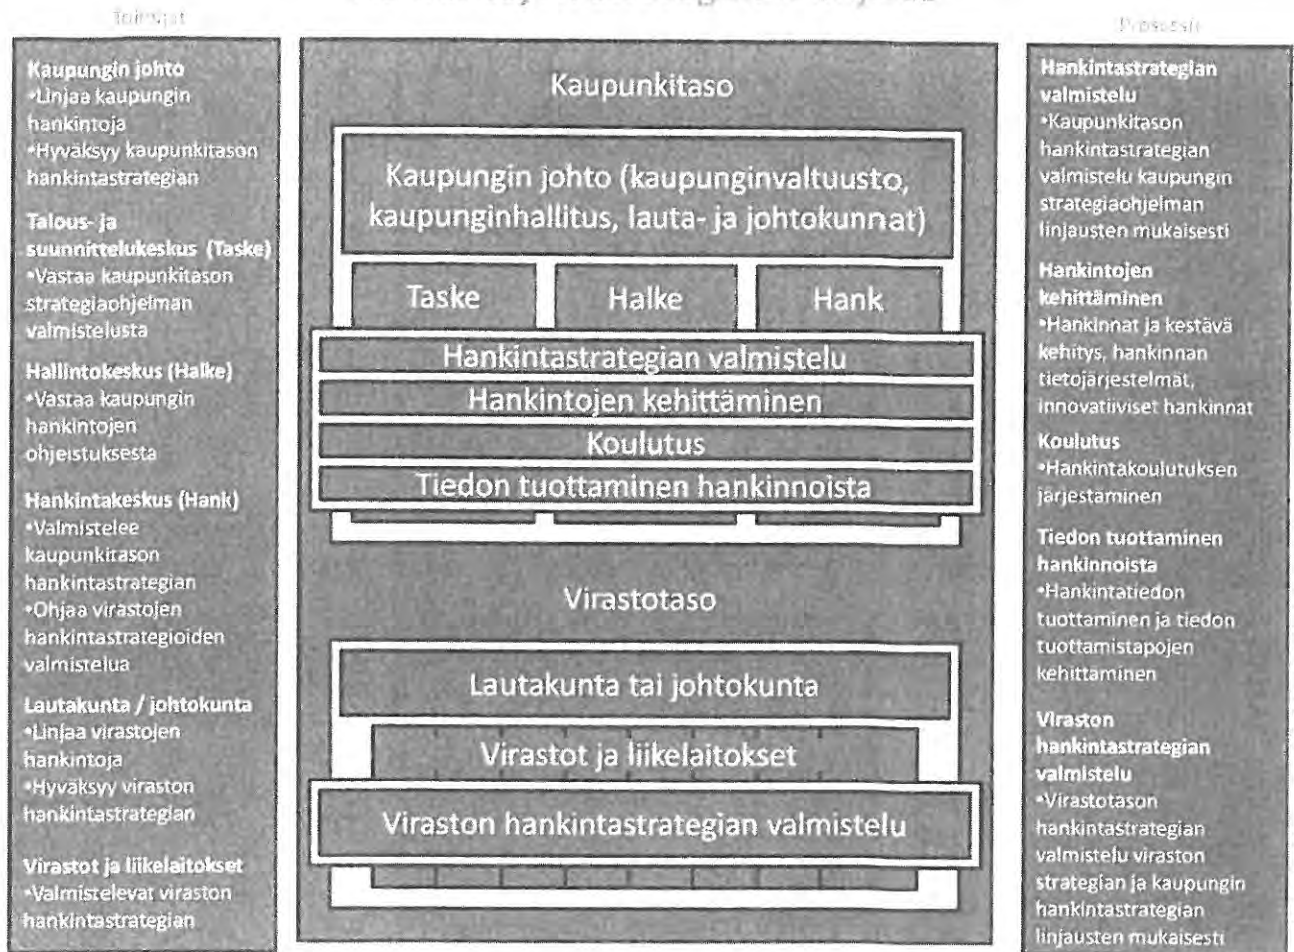 Toimijat
Kaupungin johto
•Linjaa kaupungin
hankintoja
•Hyväksyy kaupunkitason
hankintastrategian
Talous- ja
suunnittelukeskus (Taske)
•Vastaa kaupunkitason
strategiaohjelman
valmistelusta
Hallintokeskus (Halke)
•Vastaa kaupungin
hankintojen
ohjeistuksesta
Hankintakeskus (Hank)
•Valmistelee
kaupunkitason
hankintastrategian
•Ohjaa virastojen
hankintastrategioiden
valmistelua
Lautakunta / johtokunta
•Linjaa virastojen
hankintoja
•Hyväksyy viraston
hankintastrategian
Virastot ja liikelaitokset
•Valmistelevat viraston
hankintastrategian
Kaupunkitaso
Kaupungin johto (kaupunginvaltuusto,
kaupunginhallitus, lauta- ja johtokunnat)
Taske Halke Hank
Hankintastrategian valmistelu
Hankintojen kehittäminen
Koulutus
Tiedon tuottaminen hankinnoista
Virastotaso
Lautakunta tai johtokunta
Virastot ja liikelaitokset
Viraston hankintastrategian valmistelu
Prosessit
Hankintastrategian
valmistelu
•Kaupunkitason
hankintastrategian
valmistelu kaupungin
strategiaohjelman
linjausten mukaisesti
Hankintojen
kehittäminen
•Hankinnat ja kestävä
kehitys, hankinnan
tietojärjestelmät,
innovatiiviset hankinnat
Koulutus
•Hankintakoulutuksen
järjestäminen
Tiedon tuottaminen
hankinnoista
•Hankintatiedon
tuottaminen ja tiedon
tuottamistapojen
kehittäminen
Viraston
hankintastrategian
valmistelu
•Virastotason
hankintastrategian
valmistelu viraston
strategian ja kaupungin
hankintastrategian
linjausten mukaisesti